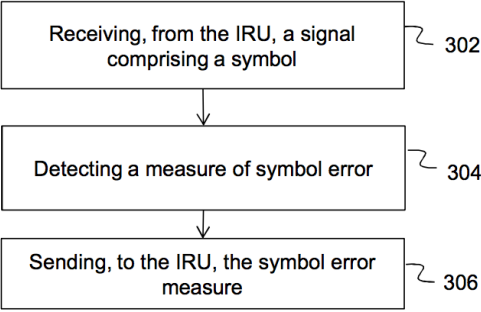 Receiving, from the IRU, a signal
comprising a symbol
302
Detecting a measure of symbol error
304
Sending, to the IRU, the symbol error
measure
306